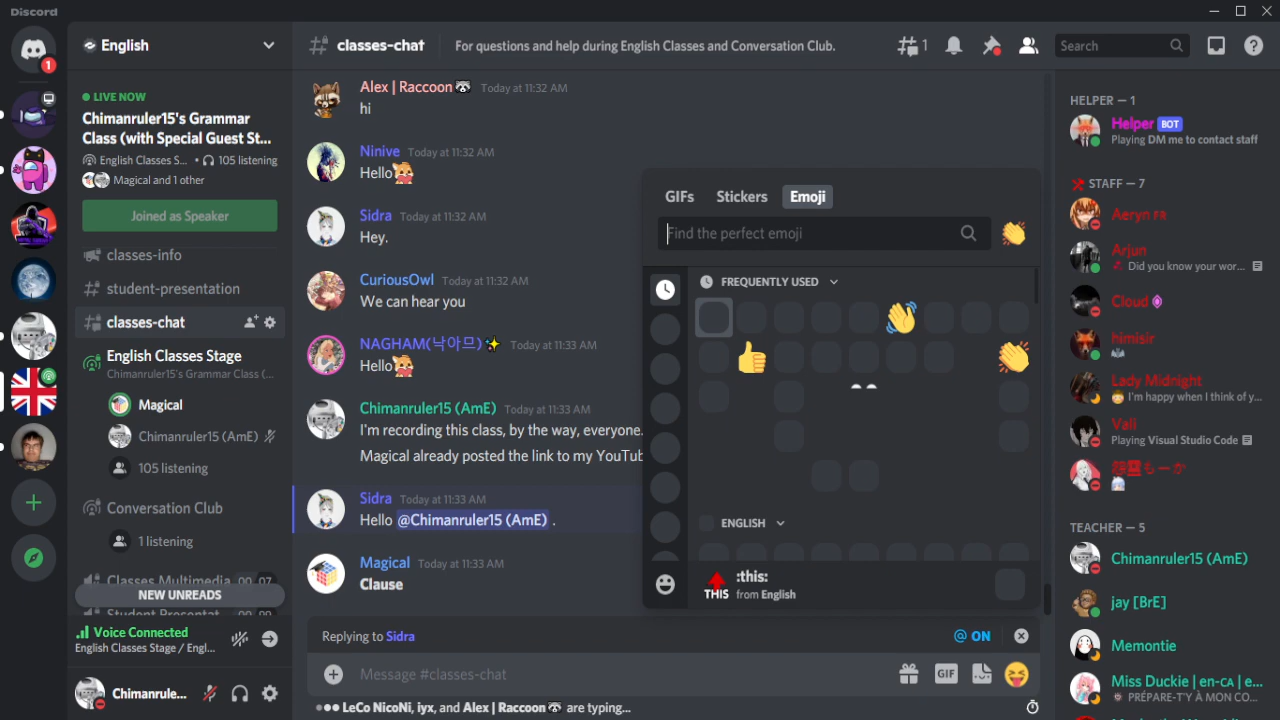 Discord
English
LIVE NOW
Chimanruler15's Grammar
Class (with Special Guest St...
English Classes S... • 105 listening
Magical and 1 other
Joined as Speaker
classes-info
student-presentation
classes-chat
English Classes Stage
Chimanruler15's Grammar Class (...
Magical
Chimanruler15 (AmE)
105 listening
Conversation Club
1 listening
Classes Multimedia
NEW UNREADS
Voice Connected
English Classes Stage / Engl...
Chimanrule...
1
classes-chat
For questions and help during English Classes and Conversation Club.
1
Search
Alex | Raccoon🦝 Today at 11:32 AM
hi
Ninive Today at 11:32 AM
Hello
Sidra Today at 11:32 AM
Hey.
CuriousOwl Today at 11:32 AM
We can hear you
NAGHAM(낙아므)✨ Today at 11:33 AM
Hello
Chimanruler15 (AmE) Today at 11:33 AM
I'm recording this class, by the way, everyone.
Magical already posted the link to my YouTub
Sidra Today at 11:33 AM
Hello @Chimanruler15 (AmE) .
Magical Today at 11:33 AM
Clause
GIFs Stickers Emoji
Find the perfect emoji
FREQUENTLY USED
ENGLISH
THIS
:this:
from English
Replying to Sidra
@ ON
Message #classes-chat
GIF
LeCo NicoNi, iyx, and Alex | Raccoon🦝 are typing...
HELPER — 1
Helper BOT
Playing DM me to contact staff
STAFF — 7
Aeryn FR
Arjun
Did you know your wor...
Cloud
himisir
Lady Midnight
I'm happy when I think of y...
Vall
Playing Visual Studio Code
TEACHER — 5
Chimanruler15 (AmE)
jay [BrE]
Memontie
Miss Duckie | en-ca | e...
PRÉPARE-T'Y À MON CO...